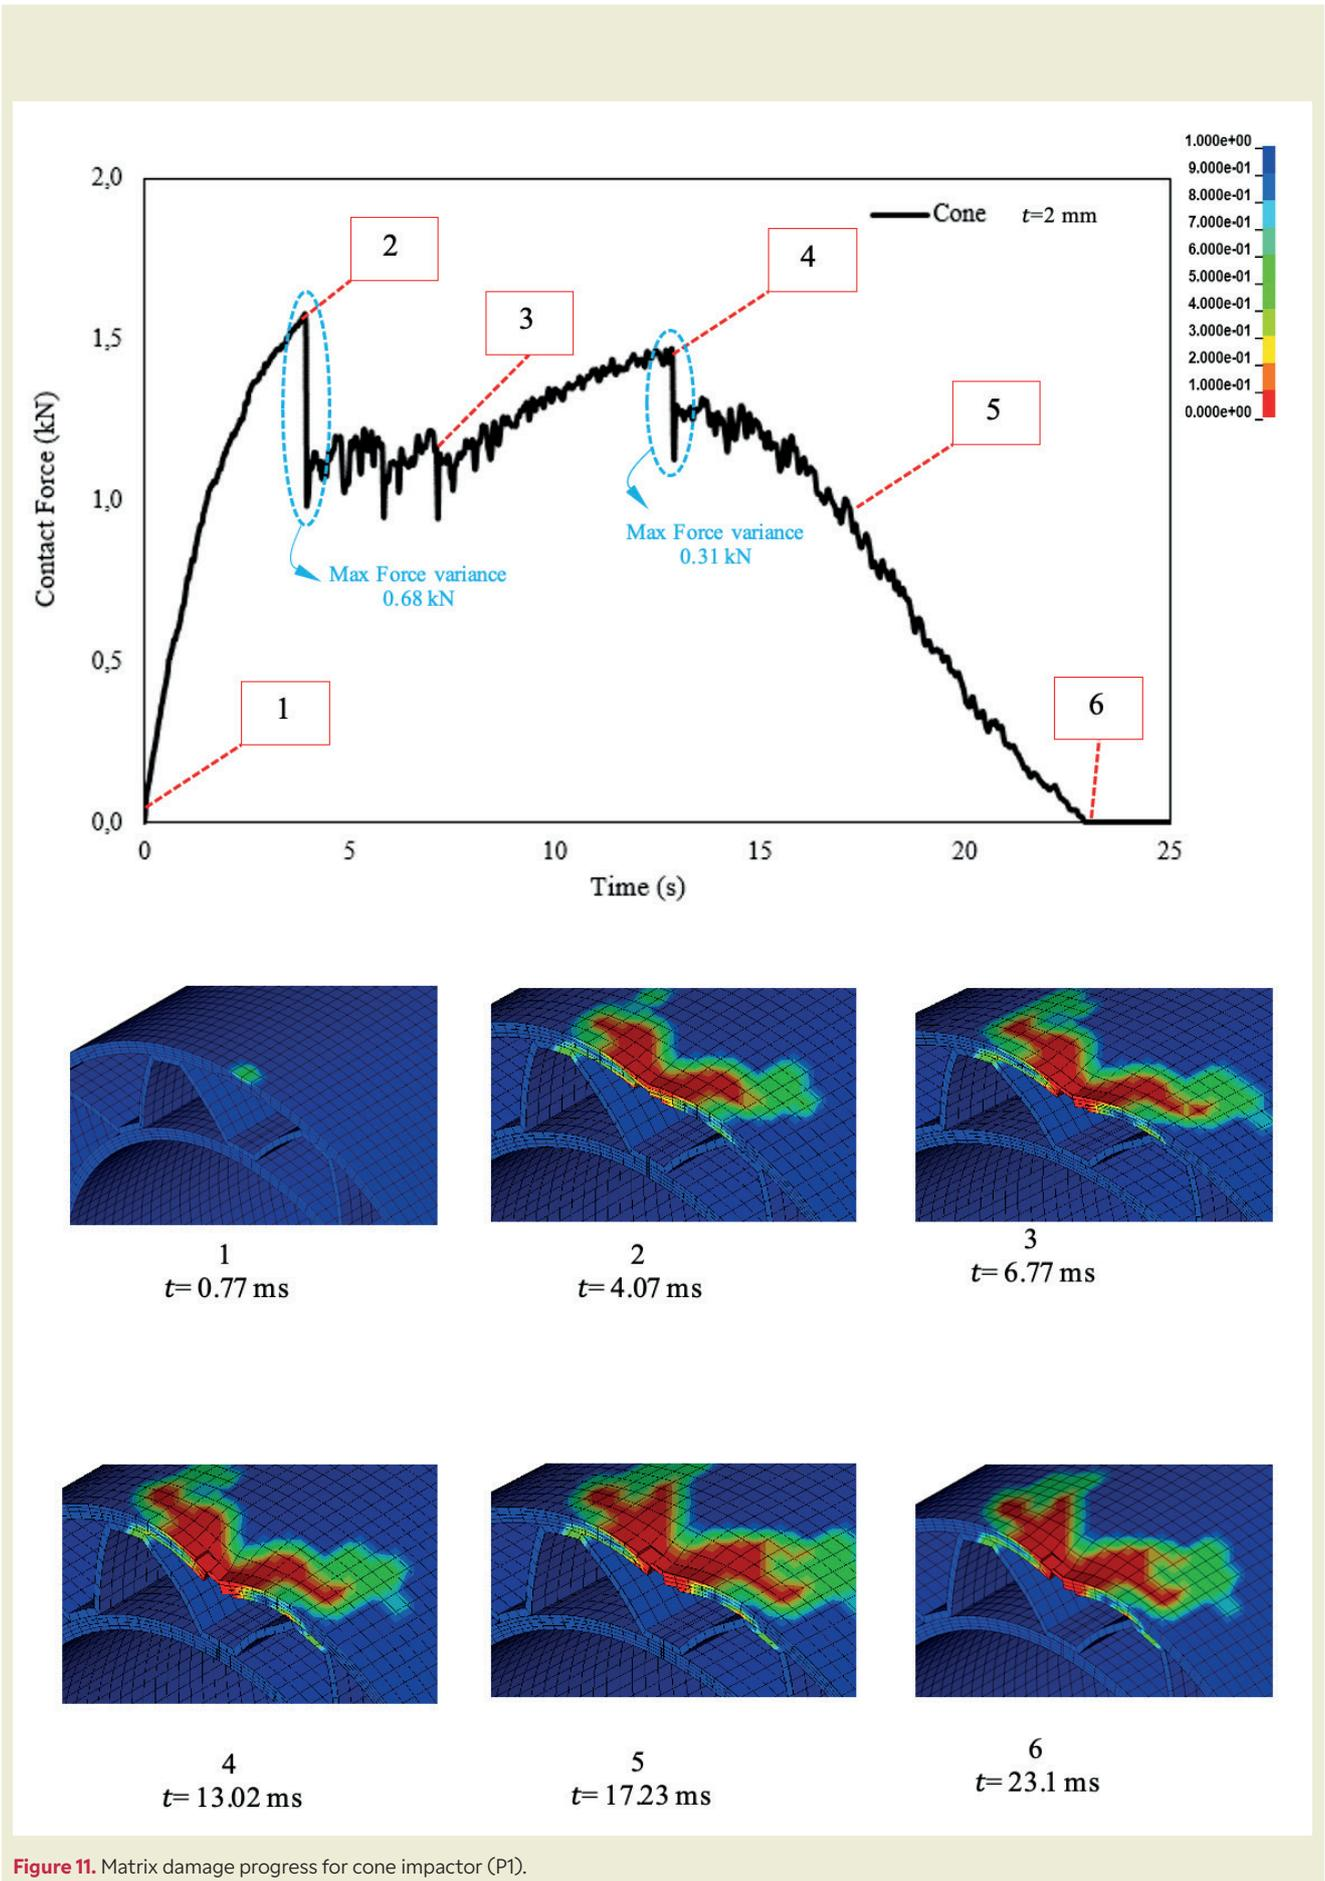 1.000e+00
9.000e-01
8.000e-01
7.000e-01
6.000e-01
5.000e-01
4.000e-01
3.000e-01
2.000e-01
1.000e-01
0.000e+00
2,0
1,5
1,0
0,5
0,0
Contact Force (kN)
Cone t=2 mm
2
4
3
5
1
6
Max Force variance
0.68 kN
Max Force variance
0.31 kN
0 5 10 15 20 25
Time (s)
1
t= 0.77 ms
2
t= 4.07 ms
3
t= 6.77 ms
4
t= 13.02 ms
5
t= 17.23 ms
6
t= 23.1 ms
Figure 11. Matrix damage progress for cone impactor (P1).